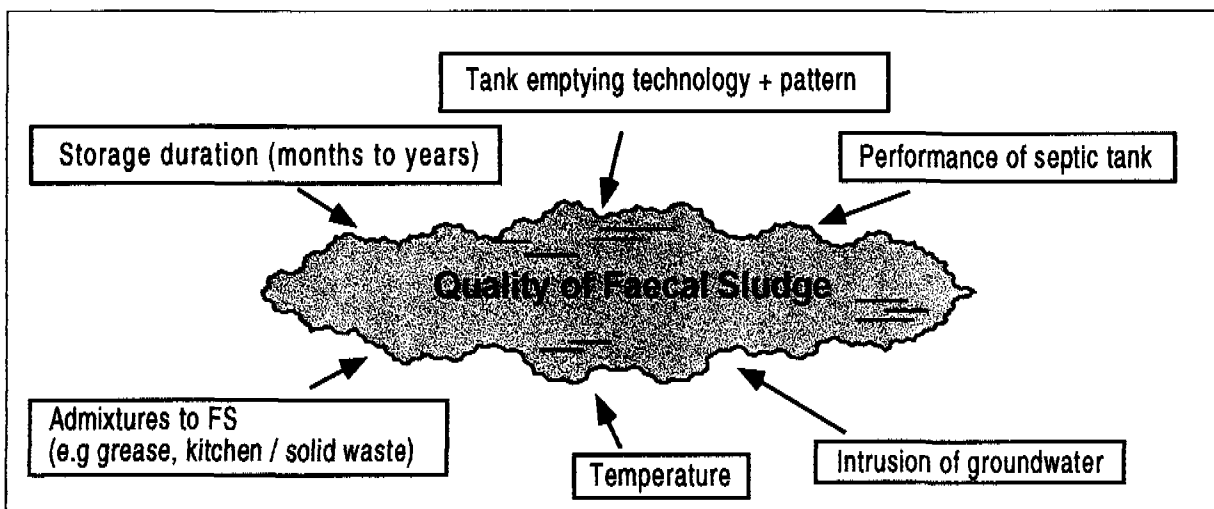 Tank emptying technology + pattern
Storage duration (months to years)
Performance of septic tank
Quality of Faecal Sludge
Admixtures to FS
(e.g grease, kitchen / solid waste)
Temperature
Intrusion of groundwater